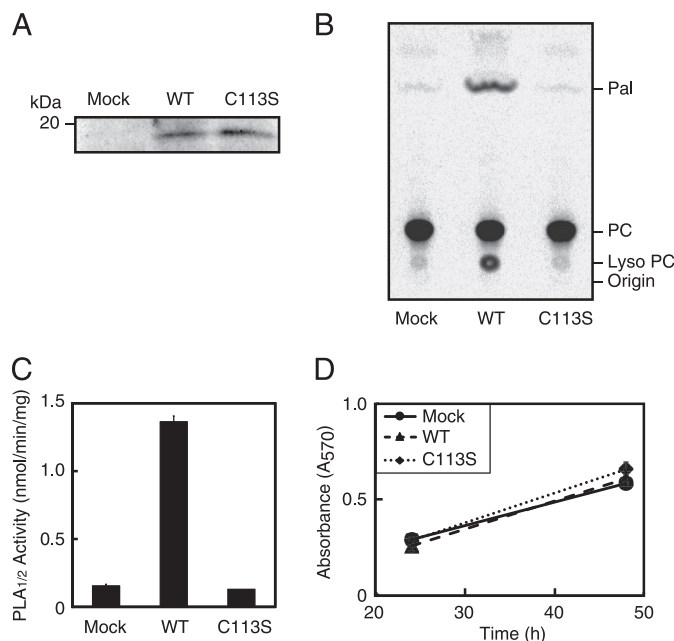 A
kDa
Mock WT C113S
20
B
Pal
PC
Lyso PC
Origin
Mock WT C113S
C
PLA1/2 Activity (nmol/min/mg)
1.5
1.0
0.5
0
Mock WT C113S
D
Absorbance (A570)
1.0
0.5
0
Mock
WT
C113S
20 30 40 50
Time (h)